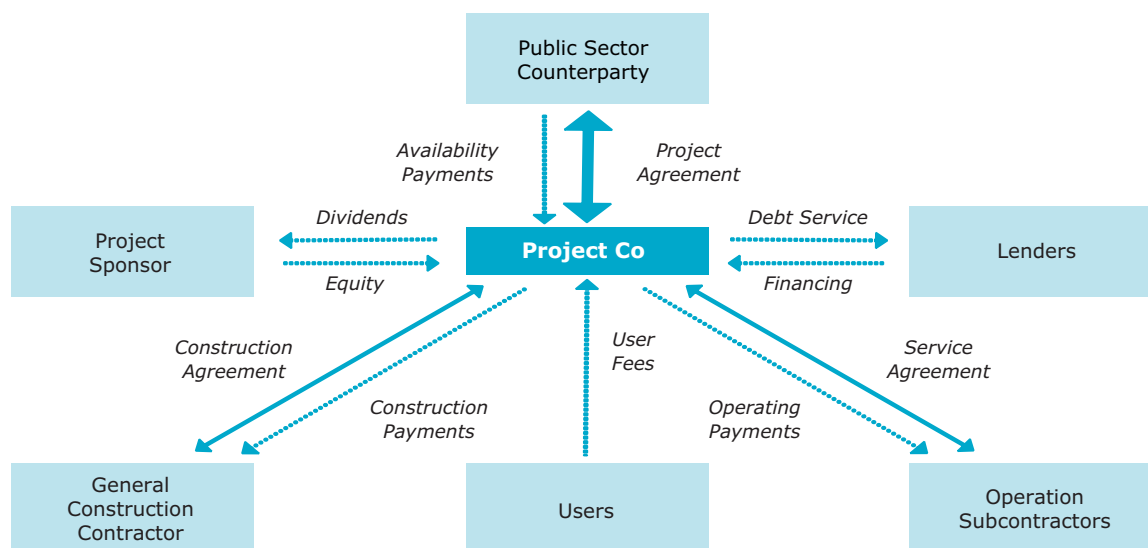 Public Sector
Counterparty
Availability
Payments
Project
Agreement
Project
Sponsor
Dividends
Equity
Project Co
Debt Service
Financing
Lenders
Construction
Agreement
User
Fees
Service
Agreement
Construction
Payments
Operating
Payments
General
Construction
Contractor
Users
Operation
Subcontractors